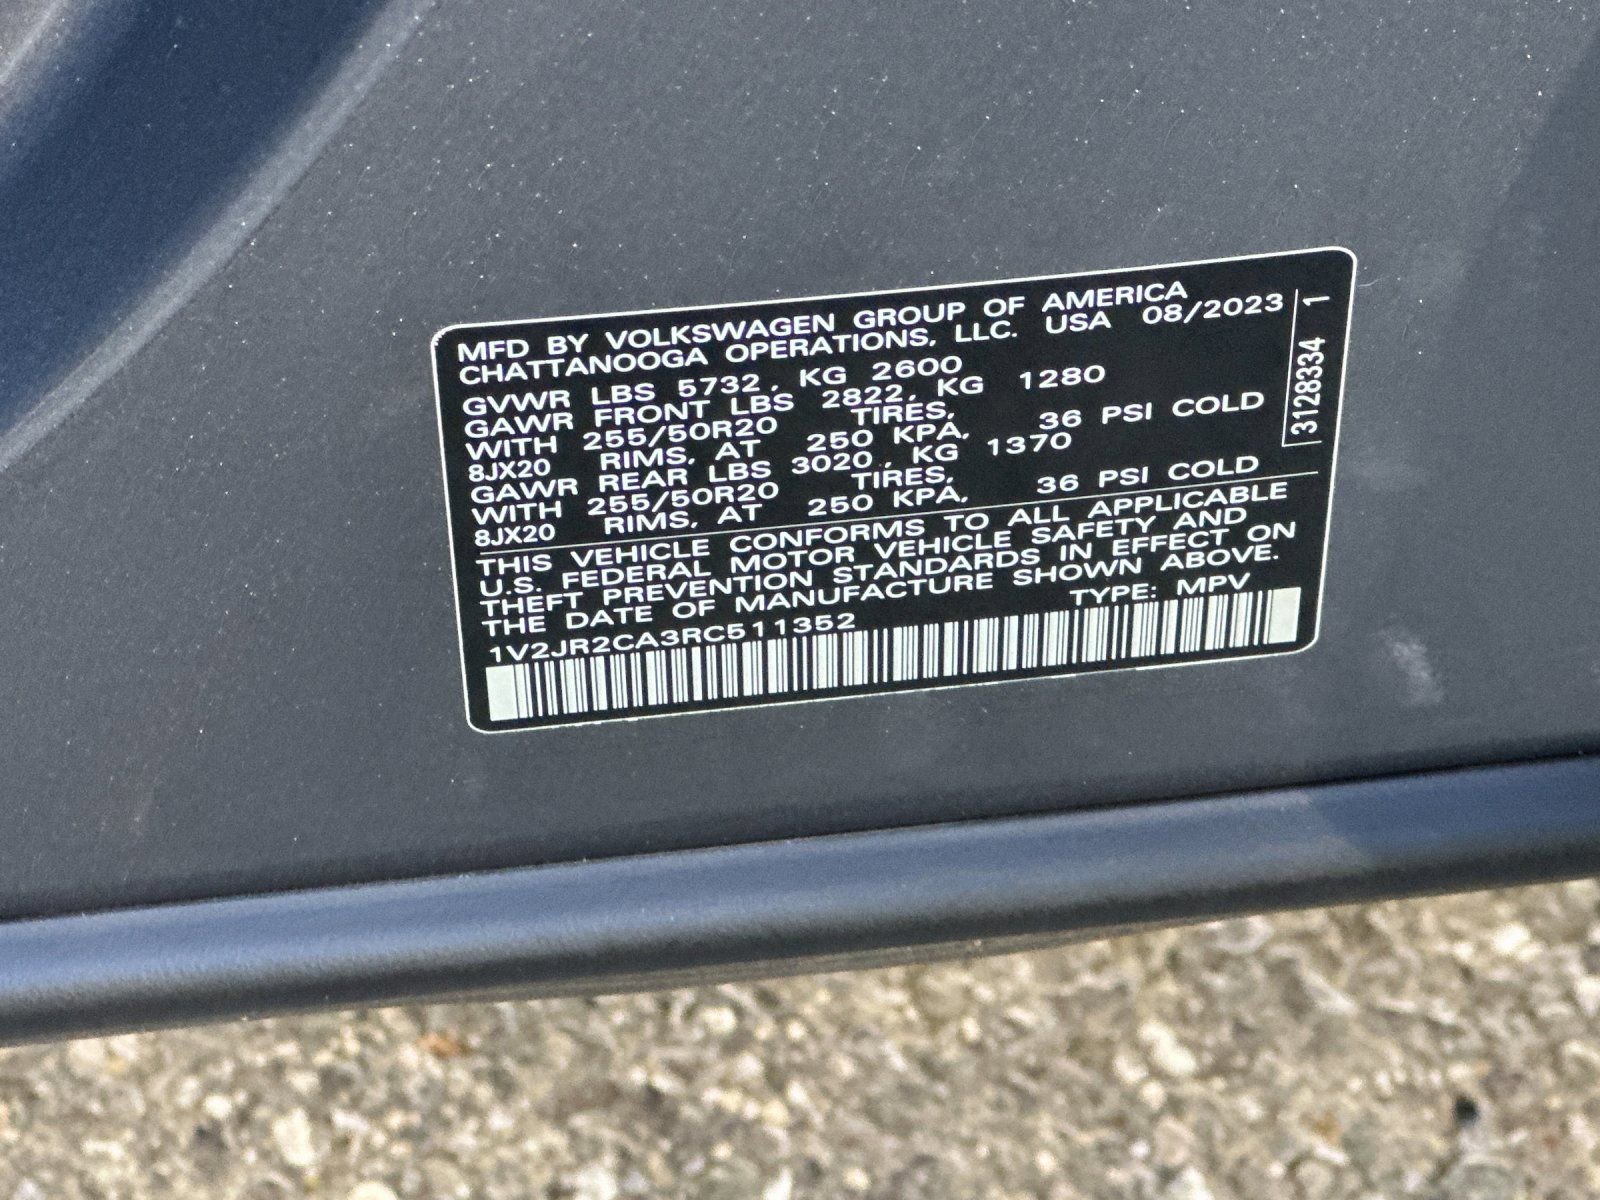 MFD BY VOLKSWAGEN GROUP OF AMERICA
CHATTANOOGA OPERATIONS, LLC. USA 08/2023
GVWR LBS 5732, KG 2600
GAWR FRONT LBS 2822, KG 1280
WITH 255/50R20 TIRES,
8JX20 RIMS, AT 250 KPA, 36 PSI COLD
GAWR REAR LBS 3020, KG 1370
WITH 255/50R20 TIRES,
8JX20 RIMS, AT 250 KPA, 36 PSI COLD
THIS VEHICLE CONFORMS TO ALL APPLICABLE
U.S. FEDERAL MOTOR VEHICLE SAFETY AND
THEFT PREVENTION STANDARDS IN EFFECT ON
THE DATE OF MANUFACTURE SHOWN ABOVE.
1V2JR2CA3RC511352 TYPE: MPV
3128334 1